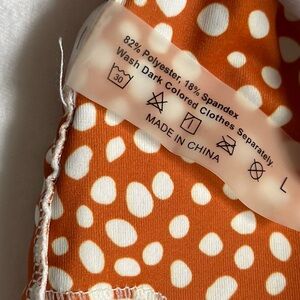 82% Polyester, 18% Spandex
Wash Dark Colored Clothes Separately
30
MADE IN CHINA
L